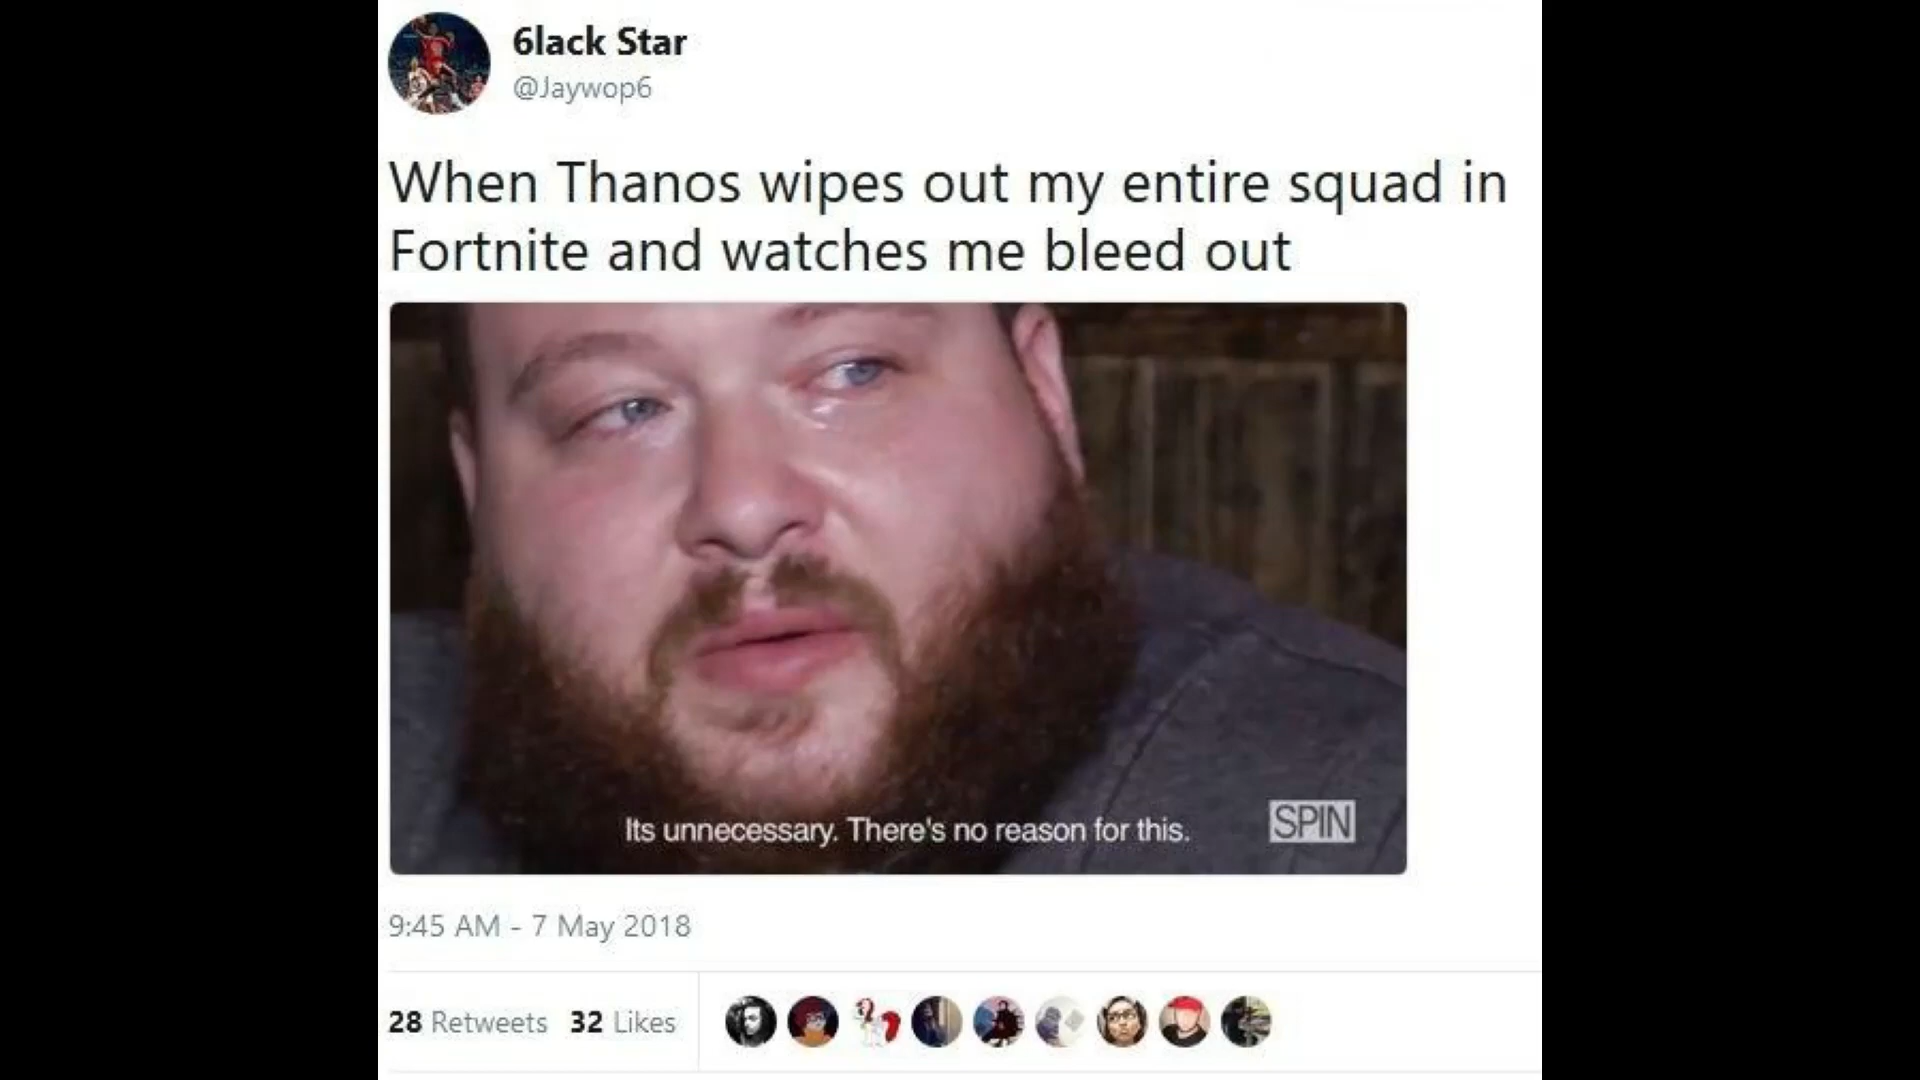 6lack Star
@Jaywop6
When Thanos wipes out my entire squad in
Fortnite and watches me bleed out
Its unnecessary. There's no reason for this.
SPIN
9:45 AM - 7 May 2018
28 Retweets 32 Likes